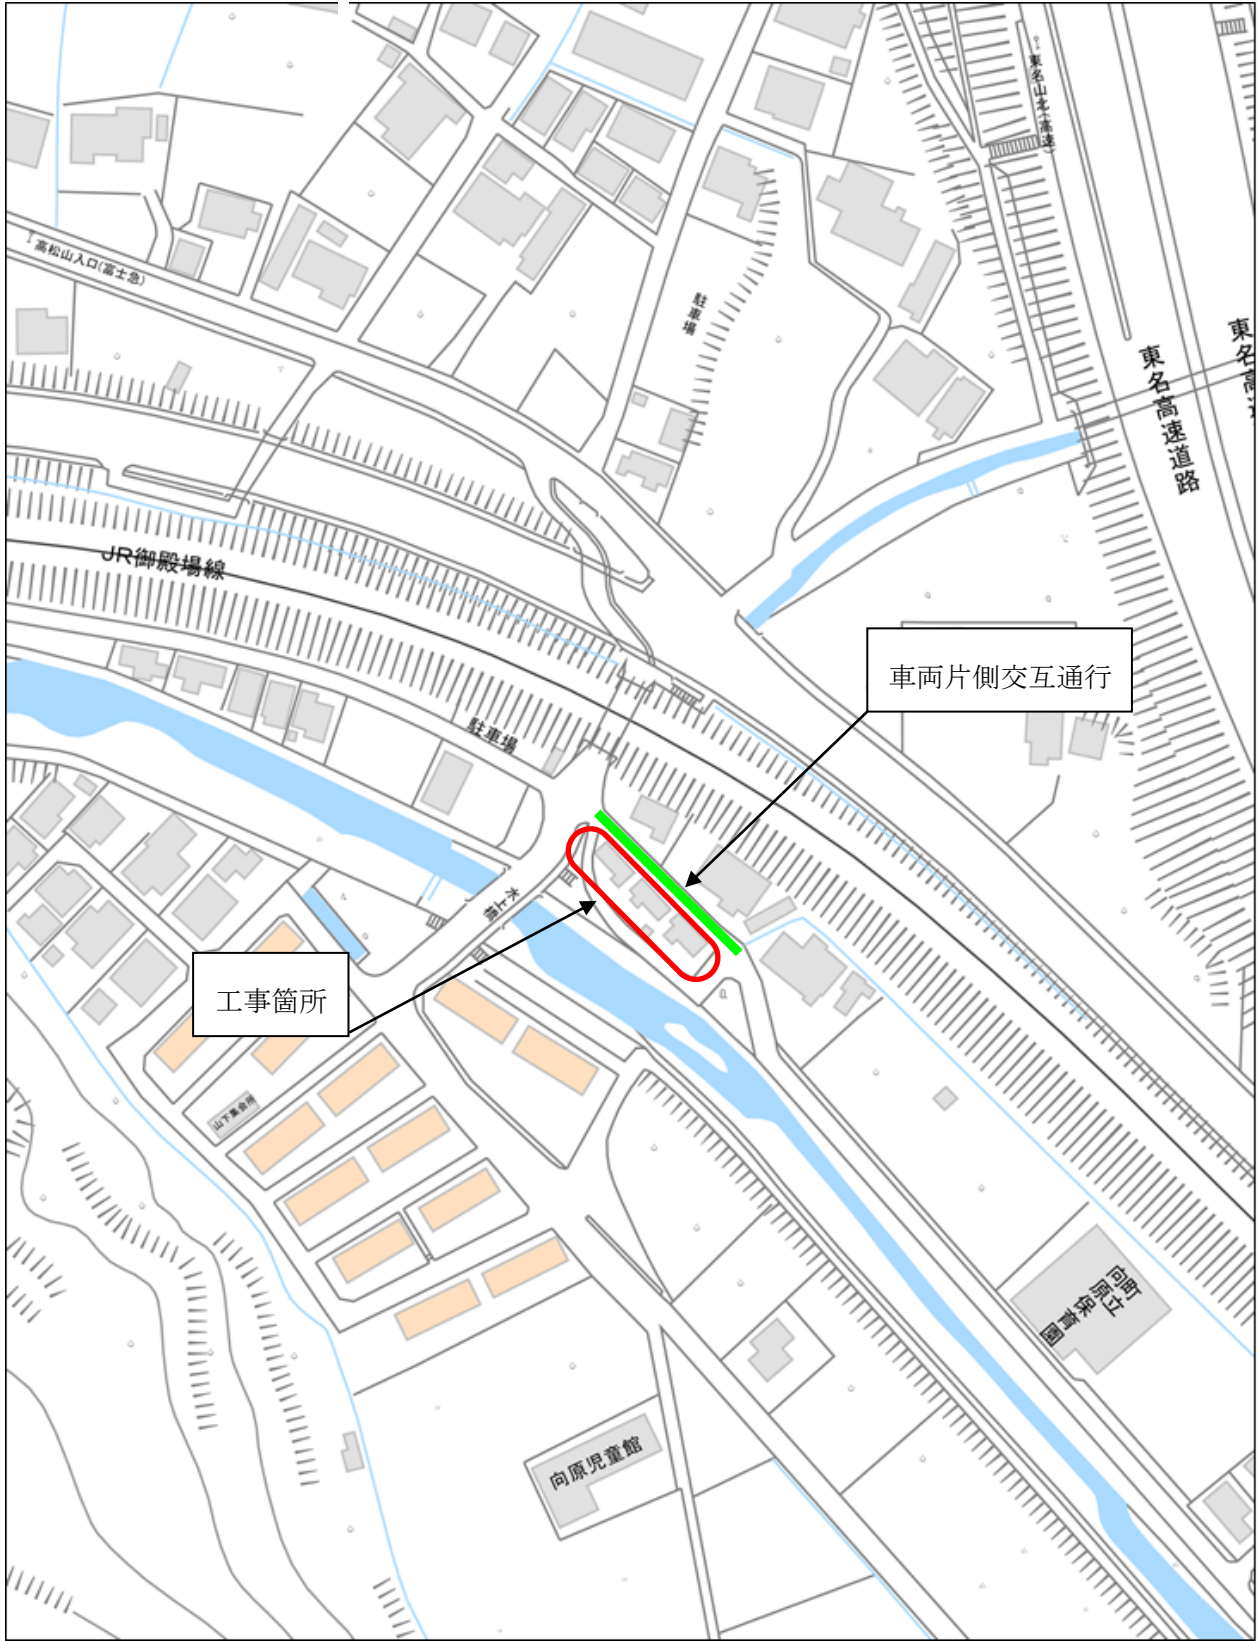 東名山北(高速)
高松山入口(富士急)
駐車場
東名高速道路
東名高速
JR御殿場線
車両片側交互通行
駐車場
水上橋
工事箇所
山下集会所
町立
向原保育園
向原児童館